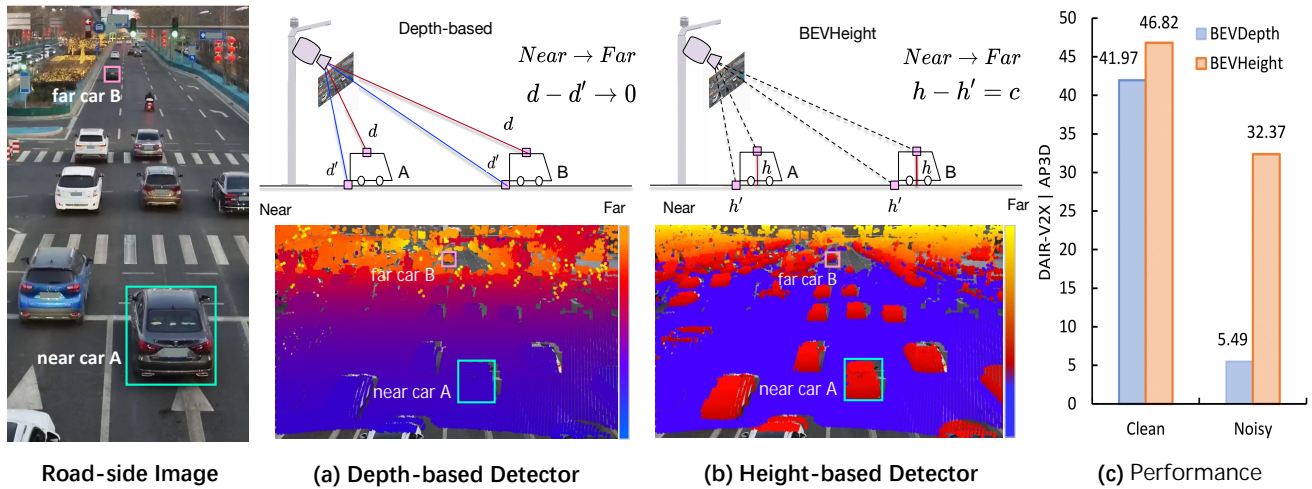 far car B
near car A
Road-side Image
Depth-based
Near → Far
d − d′ → 0
d
d
d′
d′
A
B
Near
Far
far car B
near car A
(a) Depth-based Detector
BEVHeight
Near → Far
h − h′ = c
h
h
A
B
Near
h′
h′
Far
far car B
near car A
(b) Height-based Detector
DAIR-V2X | AP3D
50
45
40
35
30
25
20
15
10
5
0
BEVDepth
BEVHeight
41.97
46.82
5.49
32.37
Clean
Noisy
(c) Performance